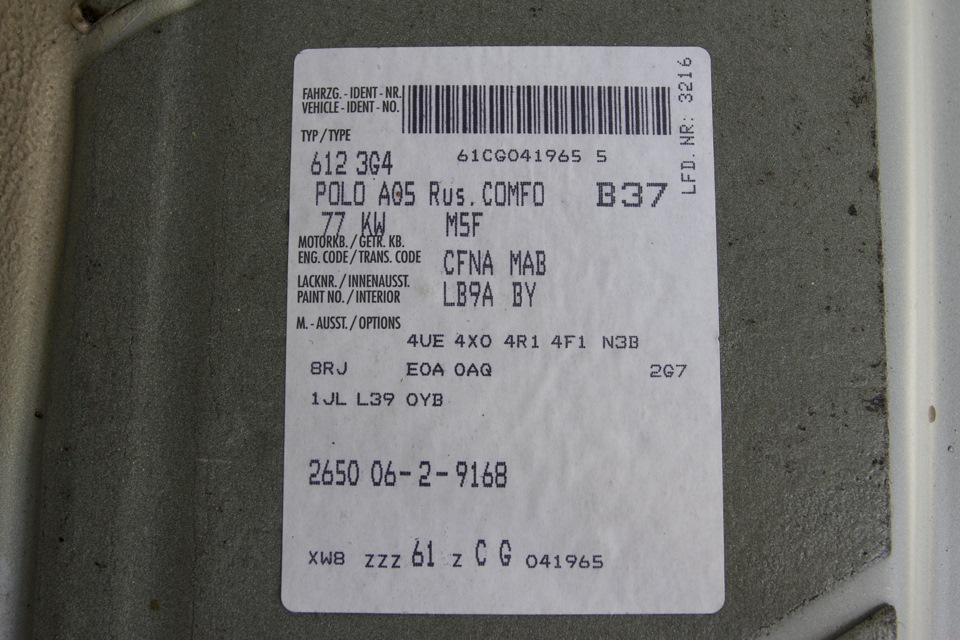 FAHRZG. - IDENT - NR.
VEHICLE - IDENT - NO.
LFD. NR: 3216
TYP / TYPE
61CG041965 5
612 3G4
POLO AQ5 Rus.COMFO B37
77 KW M5F
MOTORKB. / GETR. KB.
ENG. CODE / TRANS. CODE
CFNA MAB
LACKNR. / INNENAUSST.
PAINT NO. / INTERIOR
LB9A BY
M. - AUSST. / OPTIONS
4UE 4X0 4R1 4F1 N3B
8RJ E0A 0AQ 2G7
1JL L39 0YB
2650 06-2-9168
XW8 ZZZ 61 Z C G 041965